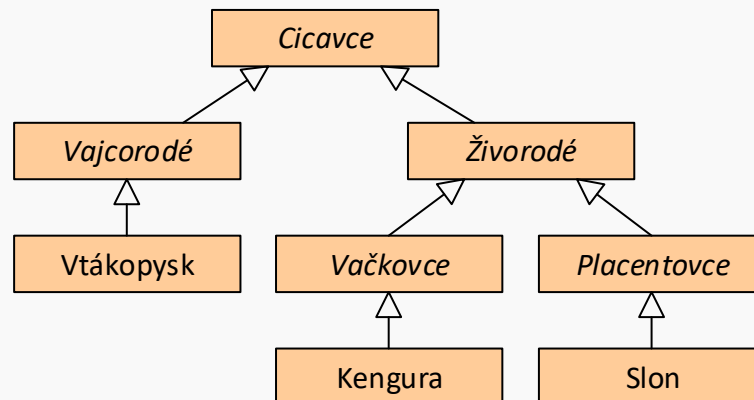 Cicavce
Vajcorodé
Živorodé
Vtákopysk
Vačkovce
Placentovce
Kengura
Slon